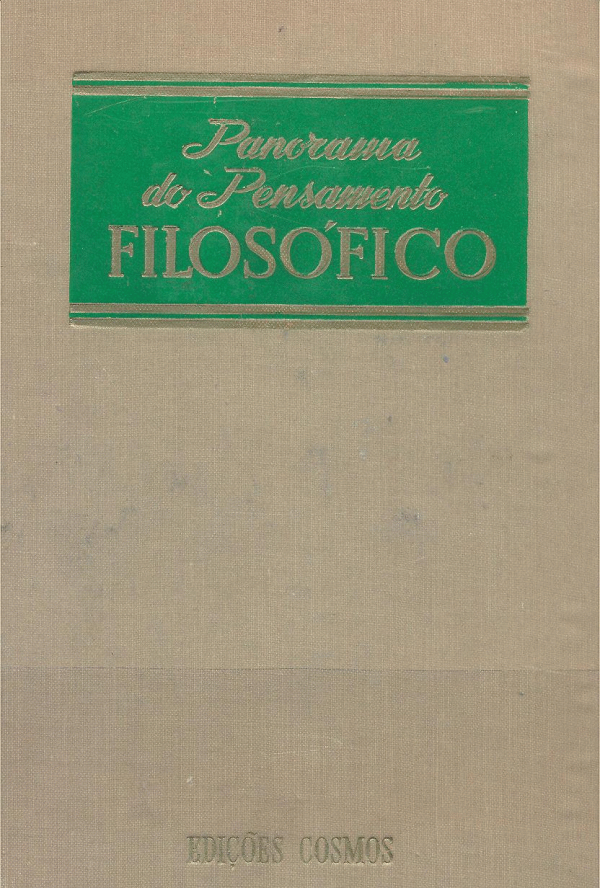 Panorama
do Pensamento
FILOSÓFICO
EDIÇÕES COSMOS